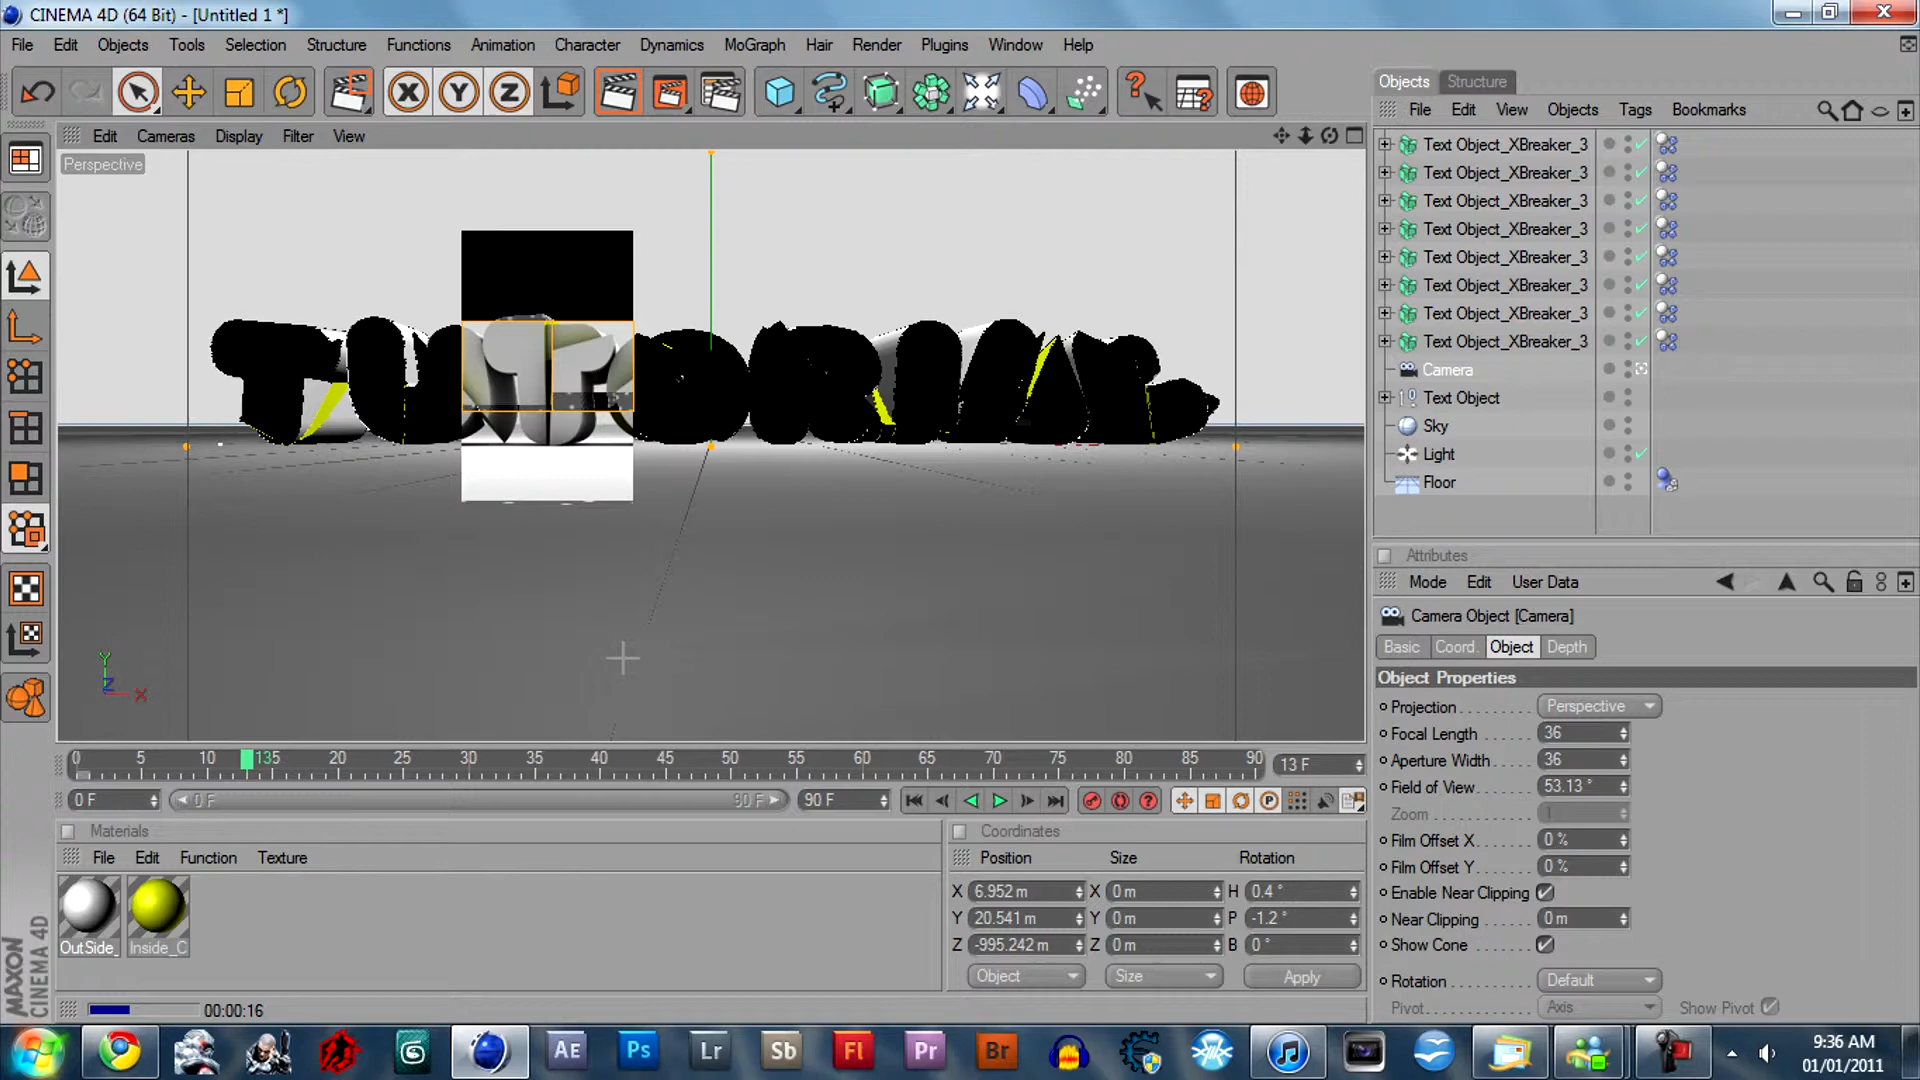 CINEMA 4D (64 Bit) - [Untitled 1 *]
File Edit Objects Tools Selection Structure Functions Animation Character Dynamics MoGraph Hair Render Plugins Window Help
X Y Z
Objects Structure
File Edit View Objects Tags Bookmarks
Edit Cameras Display Filter View
Perspective
Text Object_XBreaker_3
Text Object_XBreaker_3
Text Object_XBreaker_3
Text Object_XBreaker_3
Text Object_XBreaker_3
Text Object_XBreaker_3
Text Object_XBreaker_3
Text Object_XBreaker_3
Camera
Text Object
Sky
Light
Floor
TUTORIAL
Y
Z X
Attributes
Mode Edit User Data
Camera Object [Camera]
Basic Coord. Object Depth
Object Properties
Projection Perspective
Focal Length 36
Aperture Width 36
Field of View 53.13 °
Zoom 1
Film Offset X 0 %
Film Offset Y 0 %
Enable Near Clipping
Near Clipping 0 m
Show Cone
Rotation Default
Pivot Axis Show Pivot
0 5 10 135 20 25 30 35 40 45 50 55 60 65 70 75 80 85 90 13 F
0 F 0 F 90 F 90 F
P
Materials
File Edit Function Texture
OutSide_ Inside_C
Coordinates
Position Size Rotation
X 6.952 m X 0 m H 0.4 °
Y 20.541 m Y 0 m P -1.2 °
Z -995.242 m Z 0 m B 0 °
Object Size Apply
MAXON
CINEMA 4D
00:00:16
AE Ps Lr Sb Fl Pr Br
9:36 AM
01/01/2011